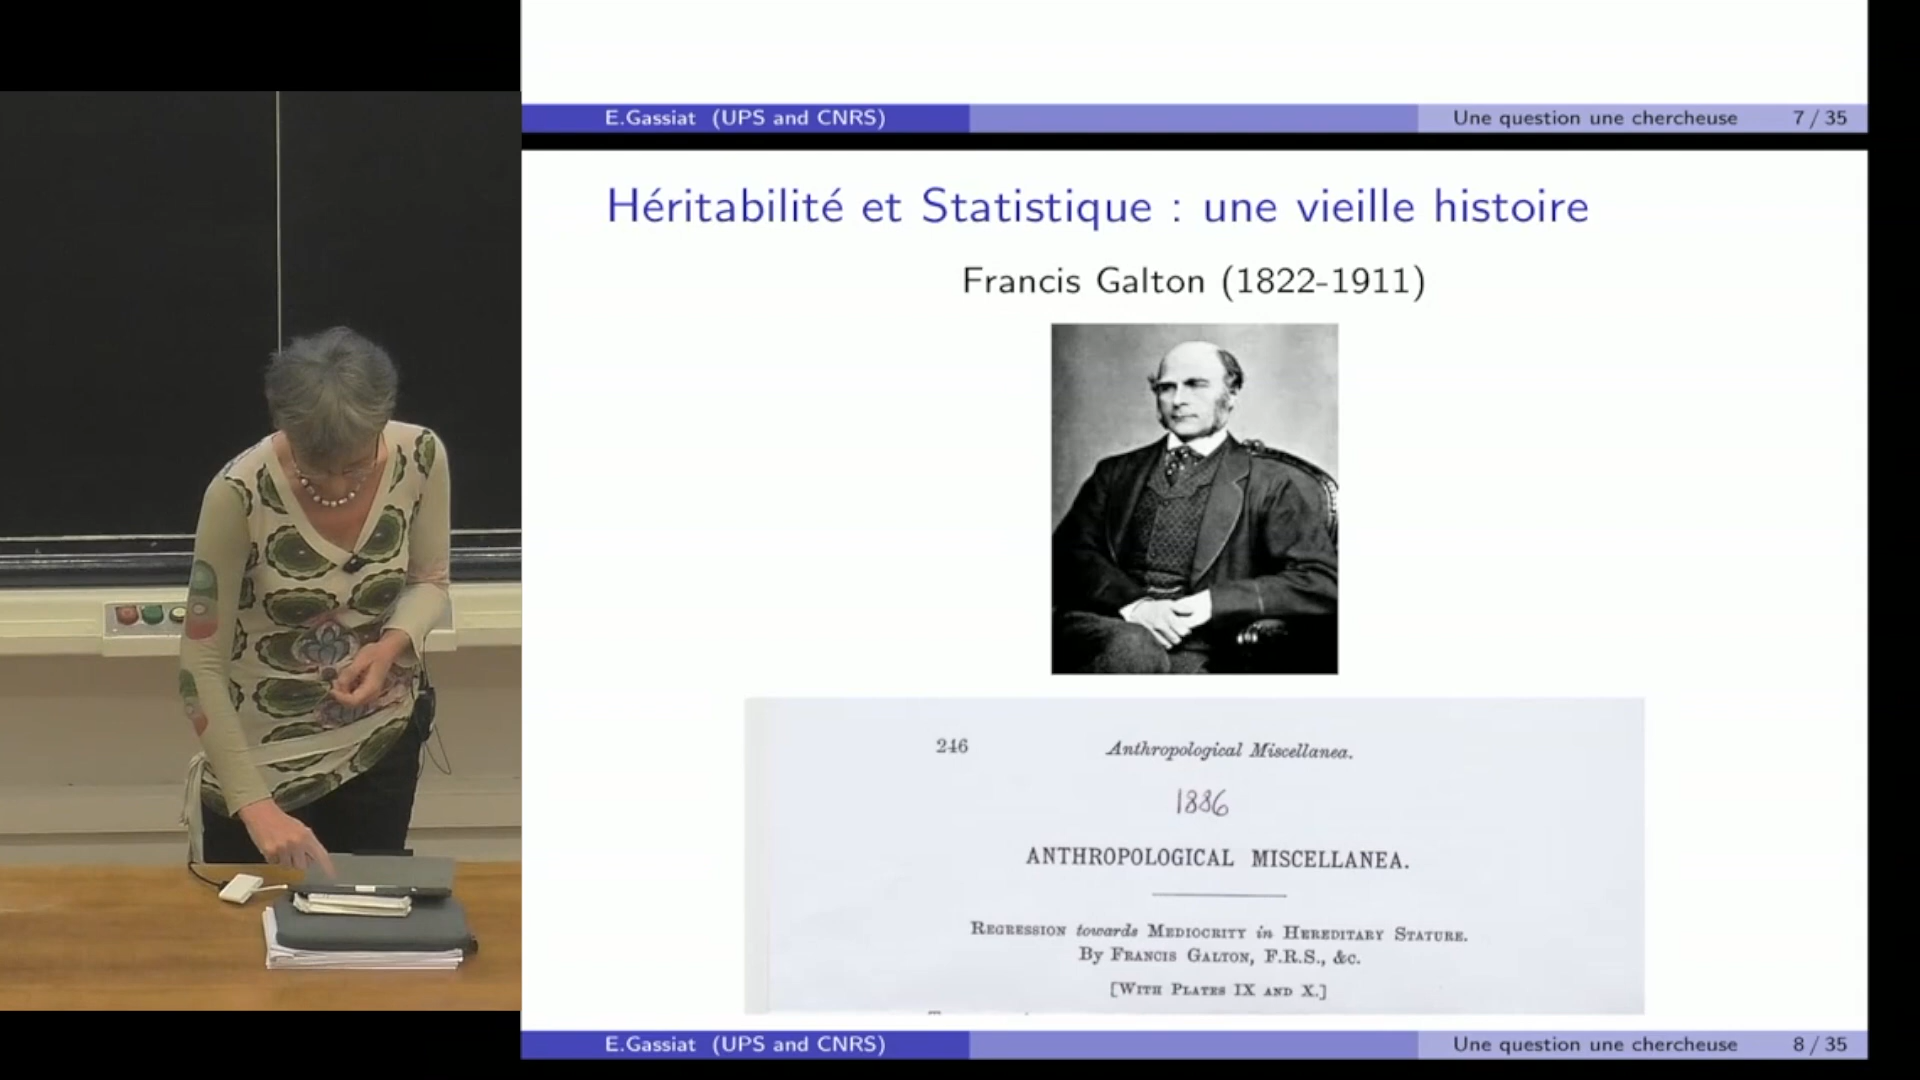 E.Gassiat (UPS and CNRS) Une question une chercheuse 7 / 35
Héritabilité et Statistique : une vieille histoire
Francis Galton (1822-1911)
246 Anthropological Miscellanea.
1886
ANTHROPOLOGICAL MISCELLANEA.
REGRESSION towards MEDIOCRITY in HEREDITARY STATURE.
By FRANCIS GALTON, F.R.S., &c.
[WITH PLATES IX AND X.]
E.Gassiat (UPS and CNRS) Une question une chercheuse 8 / 35